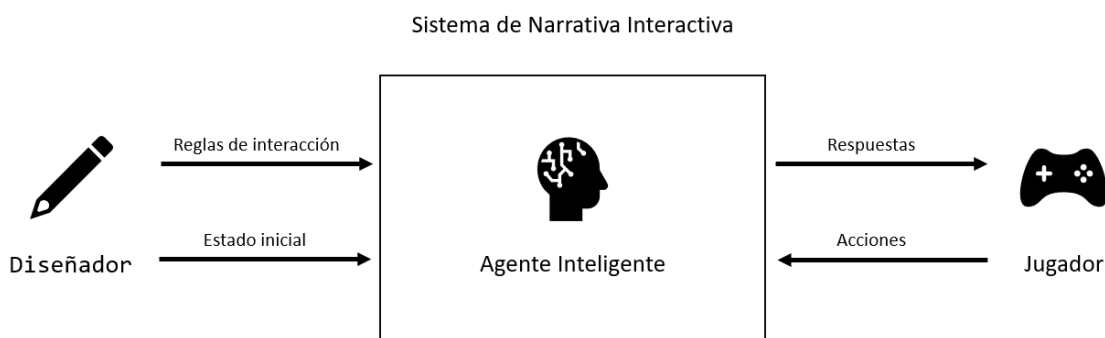 Sistema de Narrativa Interactiva
Reglas de interacción
Respuestas
Estado inicial
Acciones
Diseñador
Agente Inteligente
Jugador